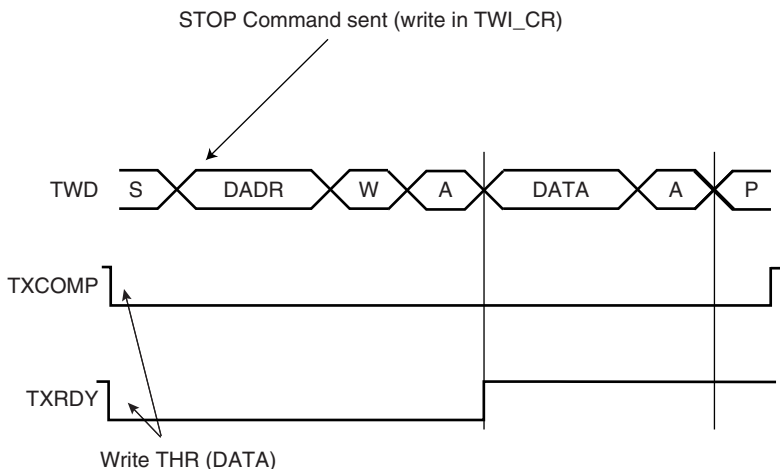 STOP Command sent (write in TWI_CR)
TWD S DADR W A DATA A P
TXCOMP
TXRDY
Write THR (DATA)